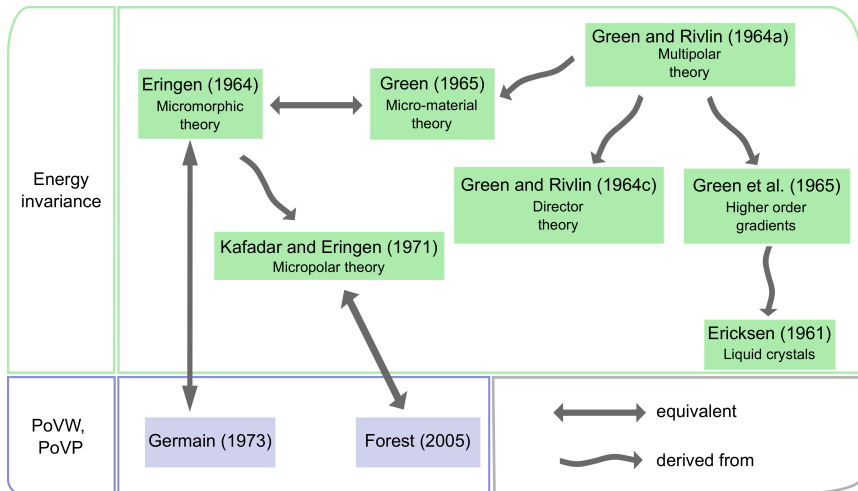 Energy
invariance
Green and Rivlin (1964a)
Multipolar
theory
Eringen (1964)
Micromorphic
theory
Green (1965)
Micro-material
theory
Green and Rivlin (1964c)
Director
theory
Green et al. (1965)
Higher order
gradients
Kafadar and Eringen (1971)
Micropolar theory
Ericksen (1961)
Liquid crystals
PoVW,
PoVP
Germain (1973)
Forest (2005)
equivalent
derived from